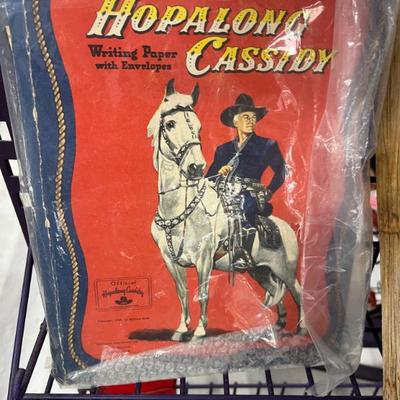 HOPALONG
CASSIDY
Writing Paper
with Envelopes
Official
Hopalong Cassidy